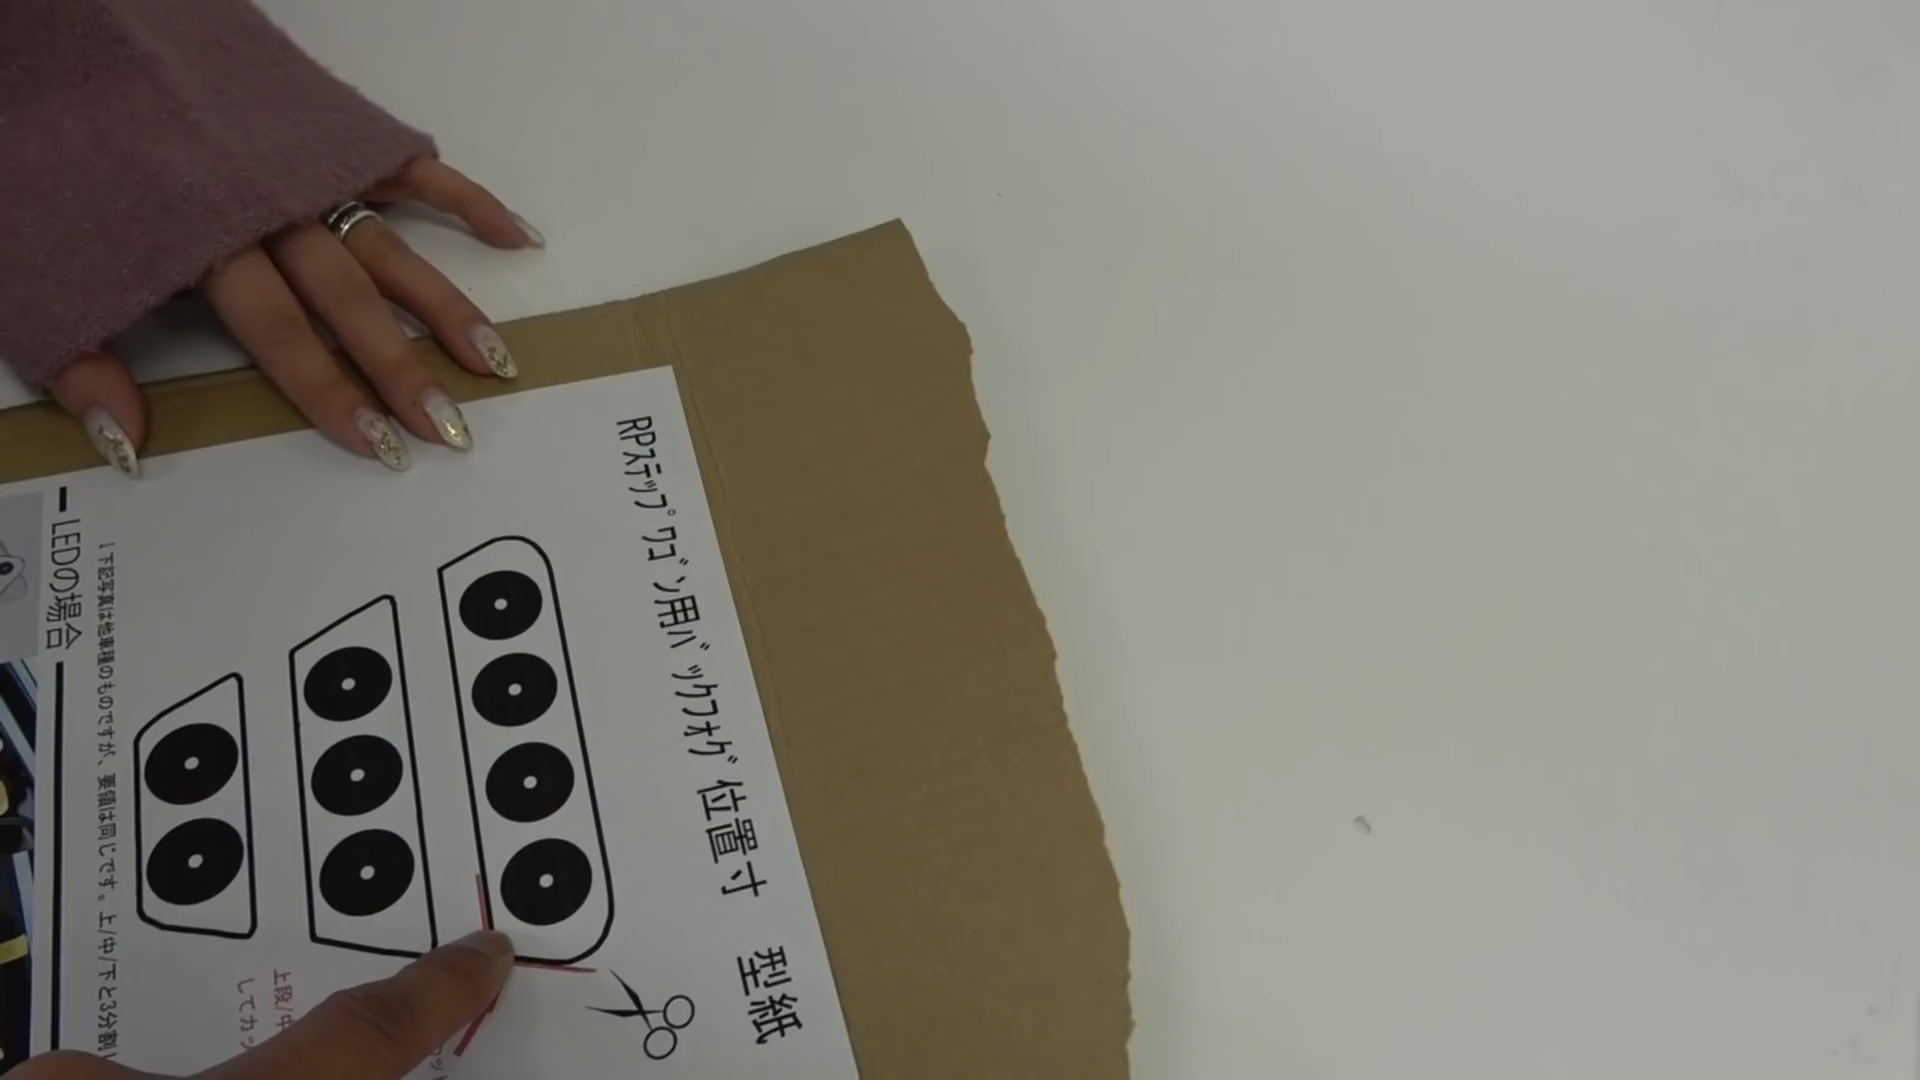 RPｽﾃｯﾌﾟﾜｺﾞﾝ用ﾊﾞｯｸﾌｫｸﾞ位置寸 型紙
上段/中
してカッ
↓下記写真は他車種のものですが、要領は同じです。上/中/下と3分割し
LEDの場合